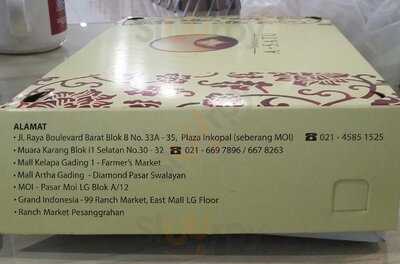 A-SATU
ALAMAT
• Jl. Raya Boulevard Barat Blok B No. 33A - 35, Plaza Inkopal (seberang MOI) ☎ 021 - 4585 1525
• Muara Karang Blok I1 Selatan No.30 - 32 ☎ 021 - 669 7896 / 667 8263
• Mall Kelapa Gading 1 - Farmer's Market
• Mall Artha Gading - Diamond Pasar Swalayan
• MOI - Pasar Moi LG Blok A/12
• Grand Indonesia - 99 Ranch Market, East Mall LG Floor
• Ranch Market Pesanggrahan